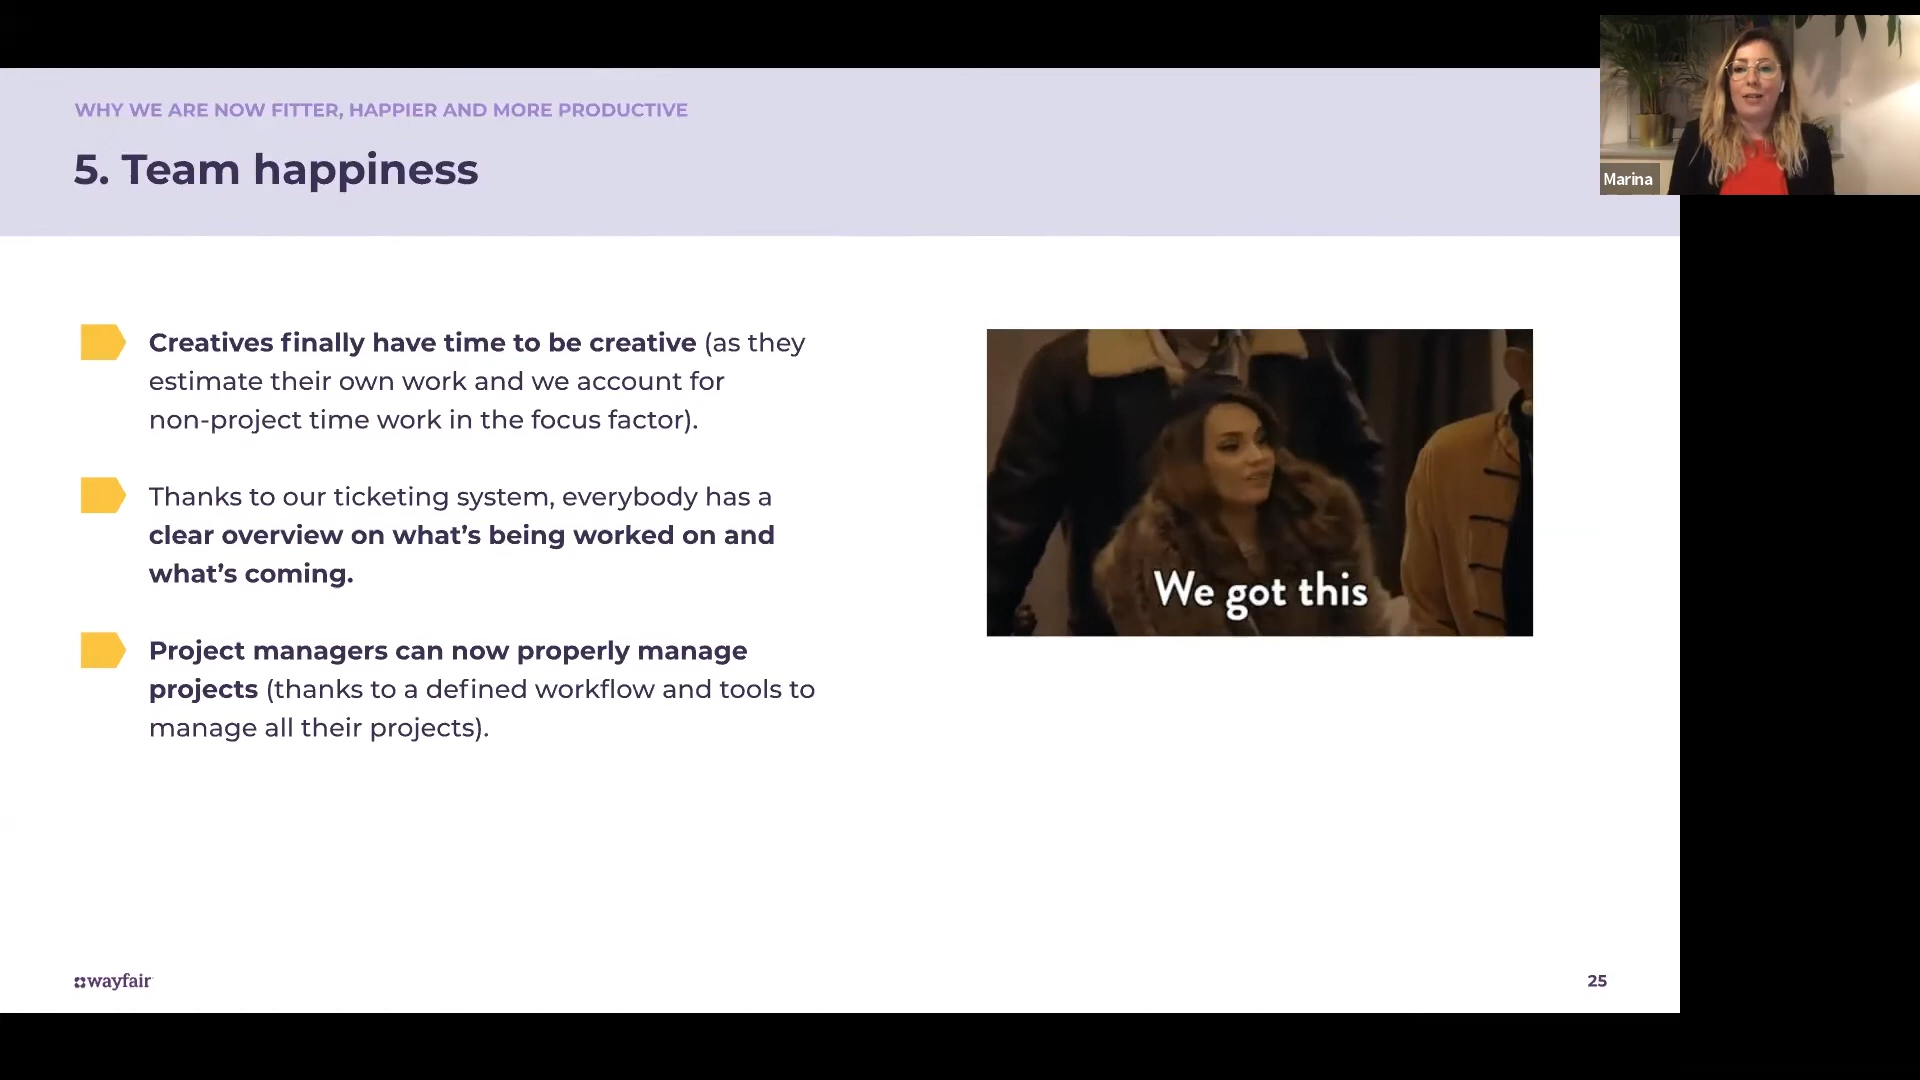 WHY WE ARE NOW FITTER, HAPPIER AND MORE PRODUCTIVE
5. Team happiness
Marina
Creatives finally have time to be creative (as they
estimate their own work and we account for
non-project time work in the focus factor).
Thanks to our ticketing system, everybody has a
clear overview on what’s being worked on and
what’s coming.
Project managers can now properly manage
projects (thanks to a defined workflow and tools to
manage all their projects).
We got this
wayfair
25